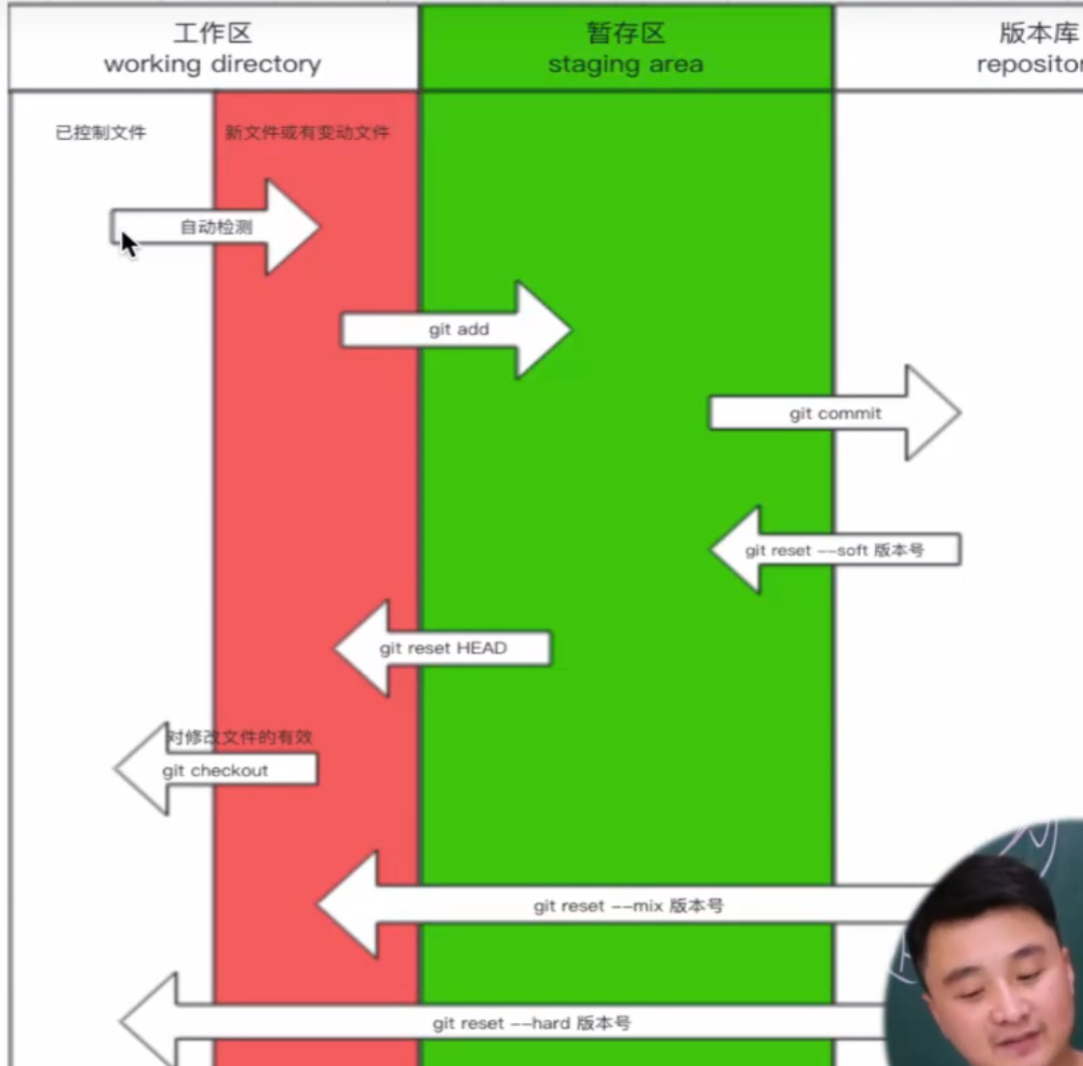 工作区
working directory
暂存区
staging area
版本库
已控制文件
新文件或有变动文件
自动检测
git add
git commit
git reset --soft 版本号
git reset HEAD
对修改文件的有效
git checkout
git reset --mix 版本号
git reset --hard 版本号